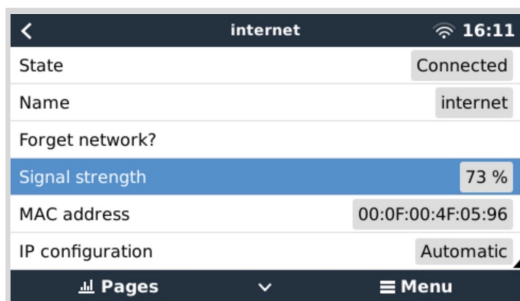 internet 16:11
State Connected
Name internet
Forget network?
Signal strength 73 %
MAC address 00:0F:00:4F:05:96
IP configuration Automatic
Pages Menu